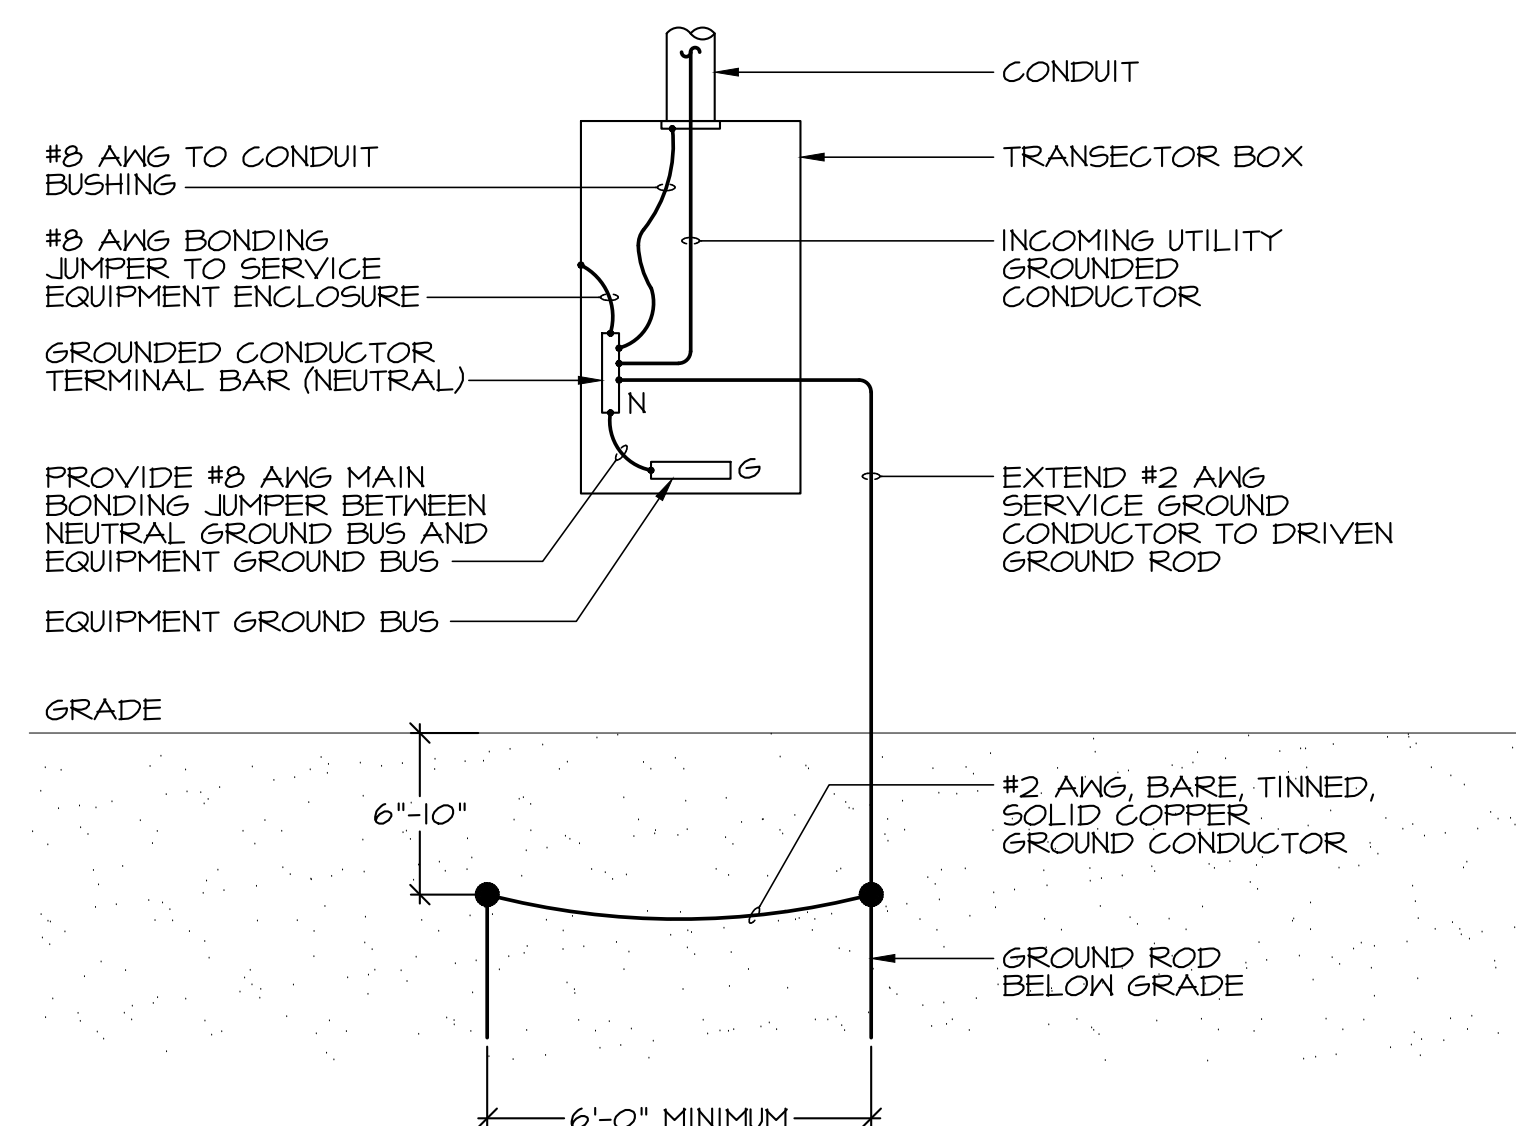 CONDUIT
#8 AWG TO CONDUIT
BUSHING
TRANSECTOR BOX
#8 AWG BONDING
JUMPER TO SERVICE
EQUIPMENT ENCLOSURE
INCOMING UTILITY
GROUNDED
CONDUCTOR
GROUNDED CONDUCTOR
TERMINAL BAR (NEUTRAL)
N
G
PROVIDE #8 AWG MAIN
BONDING JUMPER BETWEEN
NEUTRAL GROUND BUS AND
EQUIPMENT GROUND BUS
EXTEND #2 AWG
SERVICE GROUND
CONDUCTOR TO DRIVEN
GROUND ROD
EQUIPMENT GROUND BUS
GRADE
6"-10"
#2 AWG, BARE, TINNED,
SOLID COPPER
GROUND CONDUCTOR
GROUND ROD
BELOW GRADE
6'-0" MINIMUM